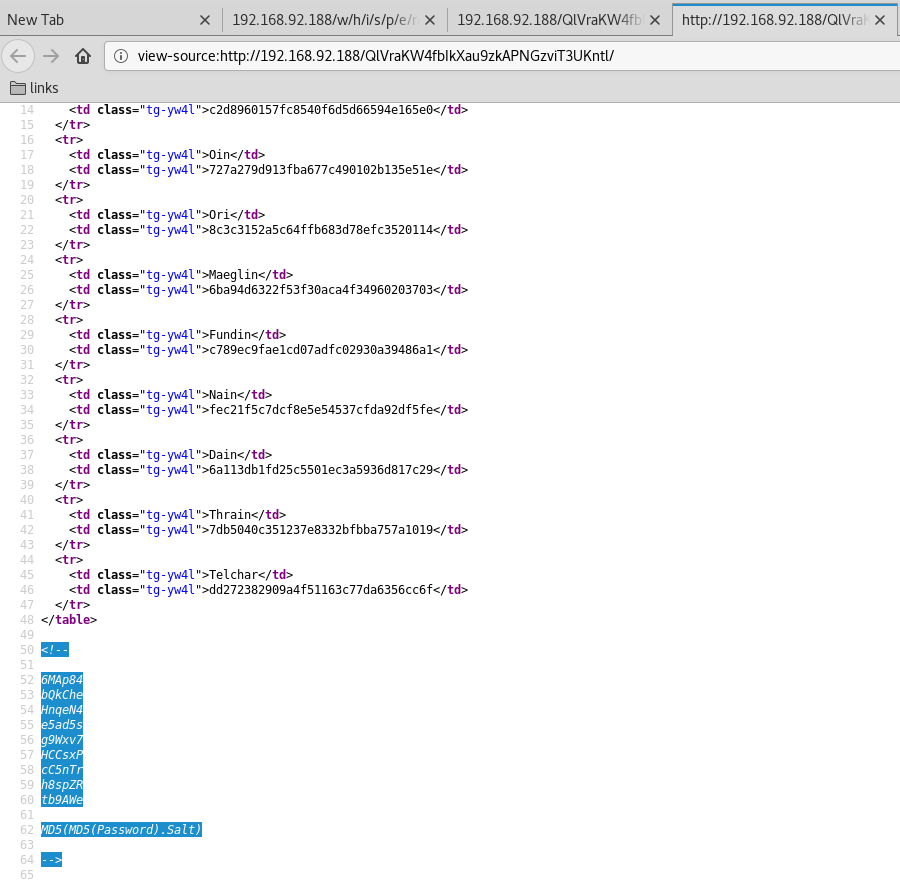 New Tab
192.168.92.188/w/h/i/s/p/e/
192.168.92.188/QlVraKW4fb
http://192.168.92.188/QlVra
view-source:http://192.168.92.188/QlVraKW4fbIkXau9zkAPNGzviT3UKntl/
links
14 <td class="tg-yw4l">c2d8960157fc8540f6d5d66594e165e0</td>
15 </tr>
16 <tr>
17 <td class="tg-yw4l">Oin</td>
18 <td class="tg-yw4l">727a279d913fba677c490102b135e51e</td>
19 </tr>
20 <tr>
21 <td class="tg-yw4l">Ori</td>
22 <td class="tg-yw4l">8c3c3152a5c64ffb683d78efc3520114</td>
23 </tr>
24 <tr>
25 <td class="tg-yw4l">Maeglin</td>
26 <td class="tg-yw4l">6ba94d6322f53f30aca4f34960203703</td>
27 </tr>
28 <tr>
29 <td class="tg-yw4l">Fundin</td>
30 <td class="tg-yw4l">c789ec9fae1cd07adfc02930a39486a1</td>
31 </tr>
32 <tr>
33 <td class="tg-yw4l">Nain</td>
34 <td class="tg-yw4l">fec21f5c7dcf8e5e54537cfda92df5fe</td>
35 </tr>
36 <tr>
37 <td class="tg-yw4l">Dain</td>
38 <td class="tg-yw4l">6a113db1fd25c5501ec3a5936d817c29</td>
39 </tr>
40 <tr>
41 <td class="tg-yw4l">Thrain</td>
42 <td class="tg-yw4l">7db5040c351237e8332bfbba757a1019</td>
43 </tr>
44 <tr>
45 <td class="tg-yw4l">Telchar</td>
46 <td class="tg-yw4l">dd272382909a4f51163c77da6356cc6f</td>
47 </tr>
48 </table>
49
50 <!--
51
52 6MAp84
53 bQkChe
54 HnqeN4
55 e5ad5s
56 g9Wxv7
57 HCCsxP
58 cC5nTr
59 h8spZR
60 tb9AWe
61
62 MD5(MD5(Password).Salt)
63
64 -->
65